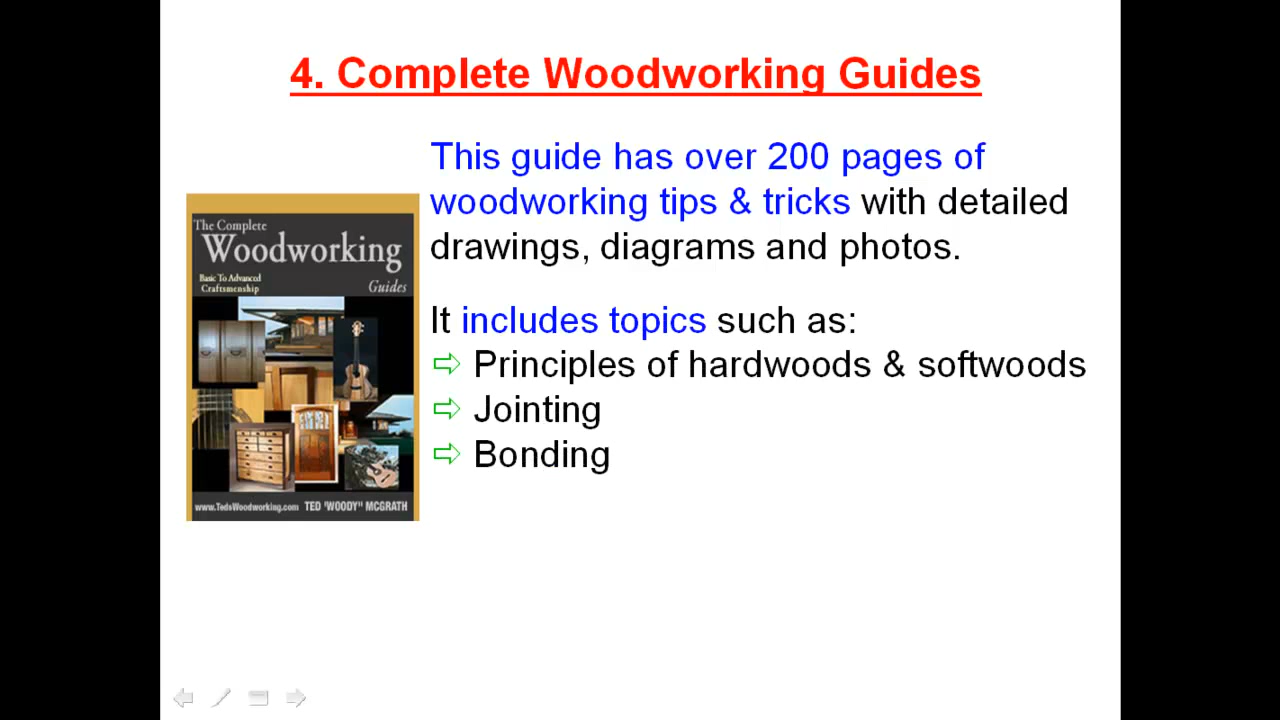 4. Complete Woodworking Guides
This guide has over 200 pages of
woodworking tips & tricks with detailed
drawings, diagrams and photos.
It includes topics such as:
⇨ Principles of hardwoods & softwoods
⇨ Jointing
⇨ Bonding
The Complete
Woodworking
Basic To Advanced
Craftsmenship
Guides
www.TedsWoodworking.com TED "WOODY" MCGRATH